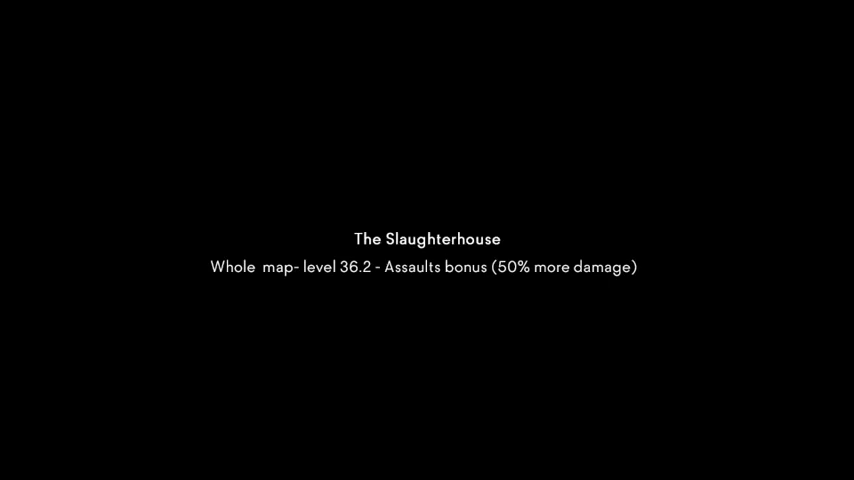 The Slaughterhouse
Whole  map- level 36.2 - Assaults bonus (50% more damage)